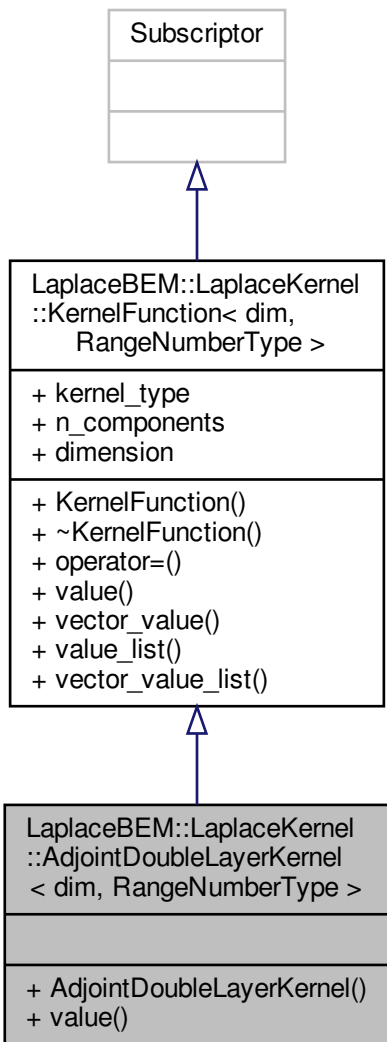 Subscriptor
LaplaceBEM::LaplaceKernel
::KernelFunction< dim,
RangeNumberType >
+ kernel_type
+ n_components
+ dimension
+ KernelFunction()
+ ~KernelFunction()
+ operator=()
+ value()
+ vector_value()
+ value_list()
+ vector_value_list()
LaplaceBEM::LaplaceKernel
::AdjointDoubleLayerKernel
< dim, RangeNumberType >
+ AdjointDoubleLayerKernel()
+ value()